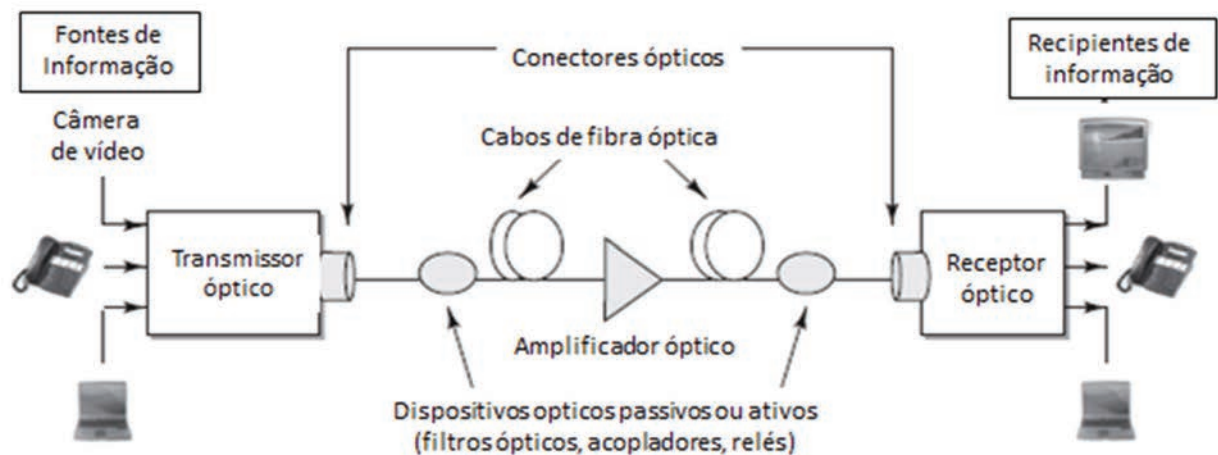 Fontes de
Informação
Conectores ópticos
Recipientes de
informação
Câmera
de vídeo
Cabos de fibra óptica
Transmissor
óptico
Receptor
óptico
Amplificador óptico
Dispositivos opticos passivos ou ativos
(filtros ópticos, acopladores, relés)